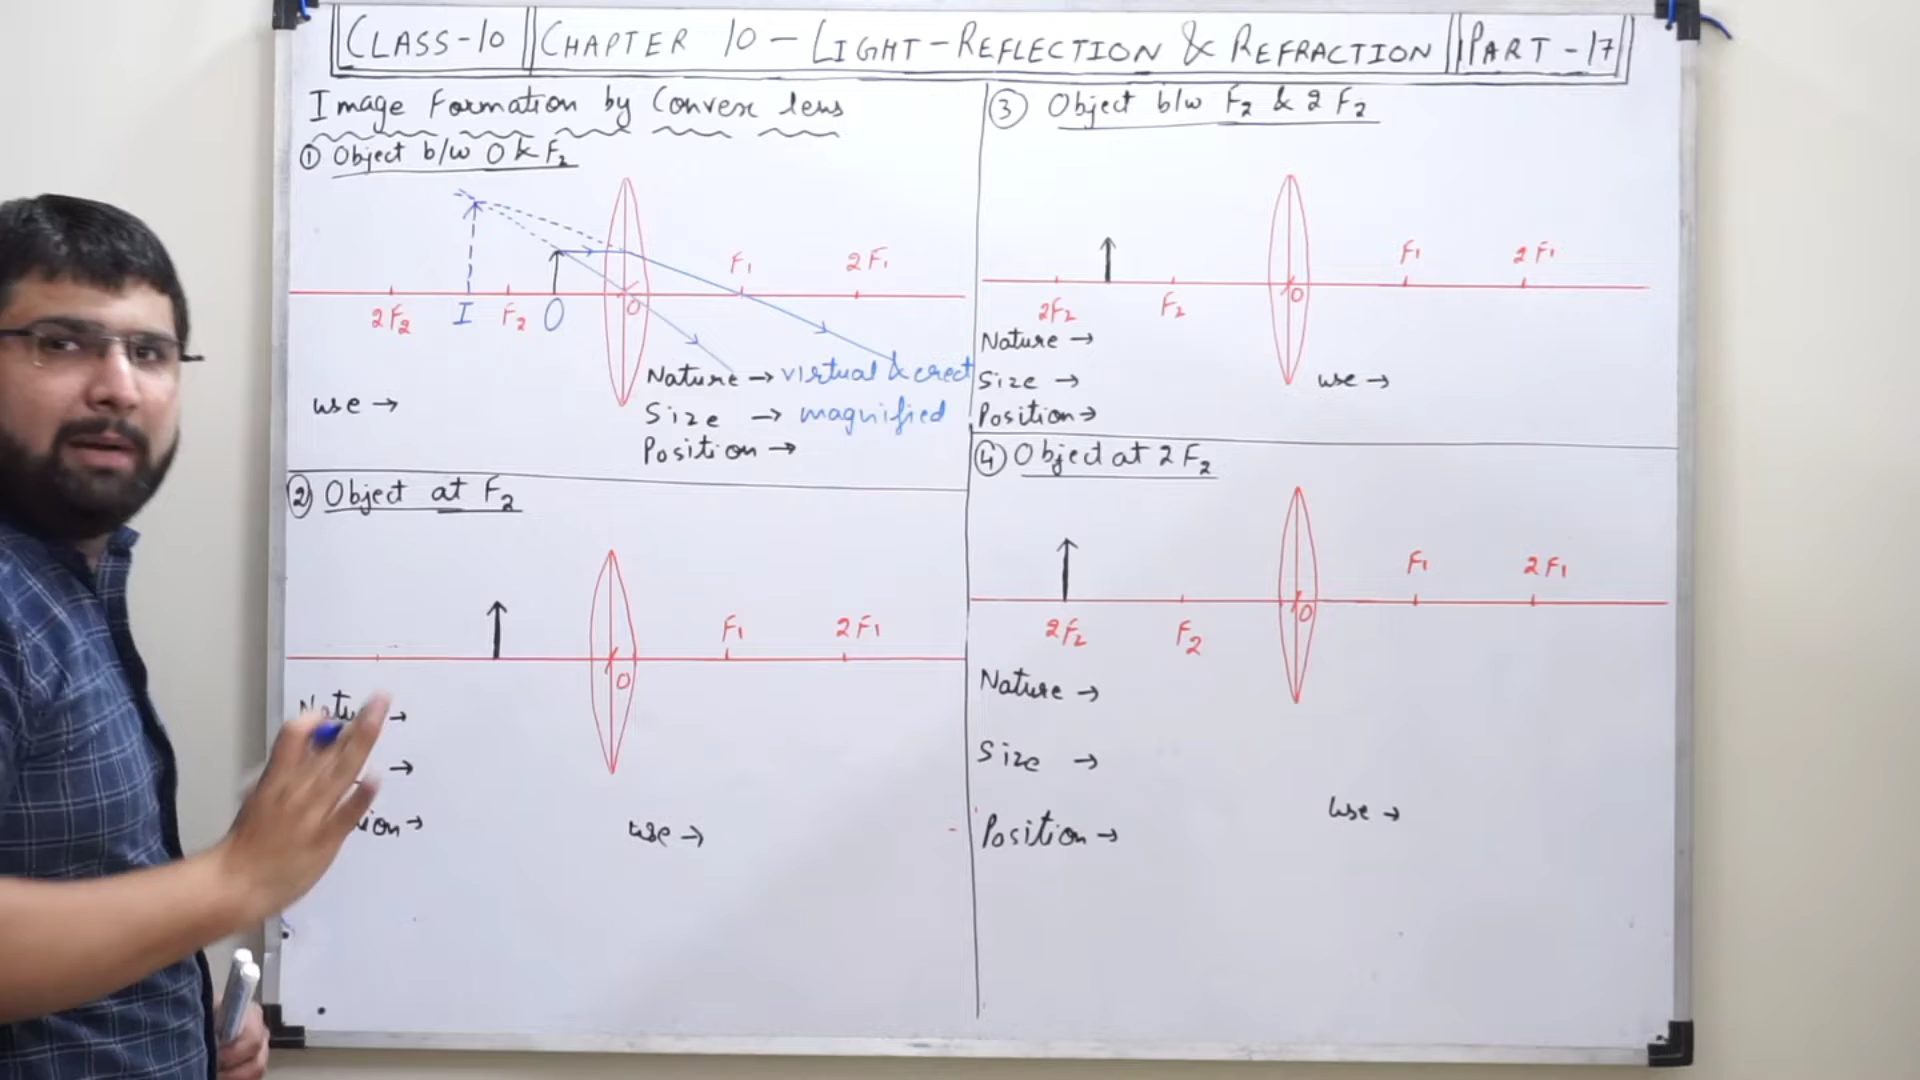 CLASS-10 CHAPTER 10 - LIGHT-REFLECTION & REFRACTION PART-17
Image Formation by Convex lens
① Object b/w O & F2
F1 2F1
2F2 I F2 O O
Nature → virtual & erect
use →
Size → magnified
Position →
② Object at F2
F1 2F1
O
→
→
use →
③ Object b/w F2 & 2F2
F1 2F1
2F2 F2 O
Nature →
Size → use →
Position →
④ Object at 2F2
F1 2F1
2F2 F2 O
Nature →
Size →
use →
Position →